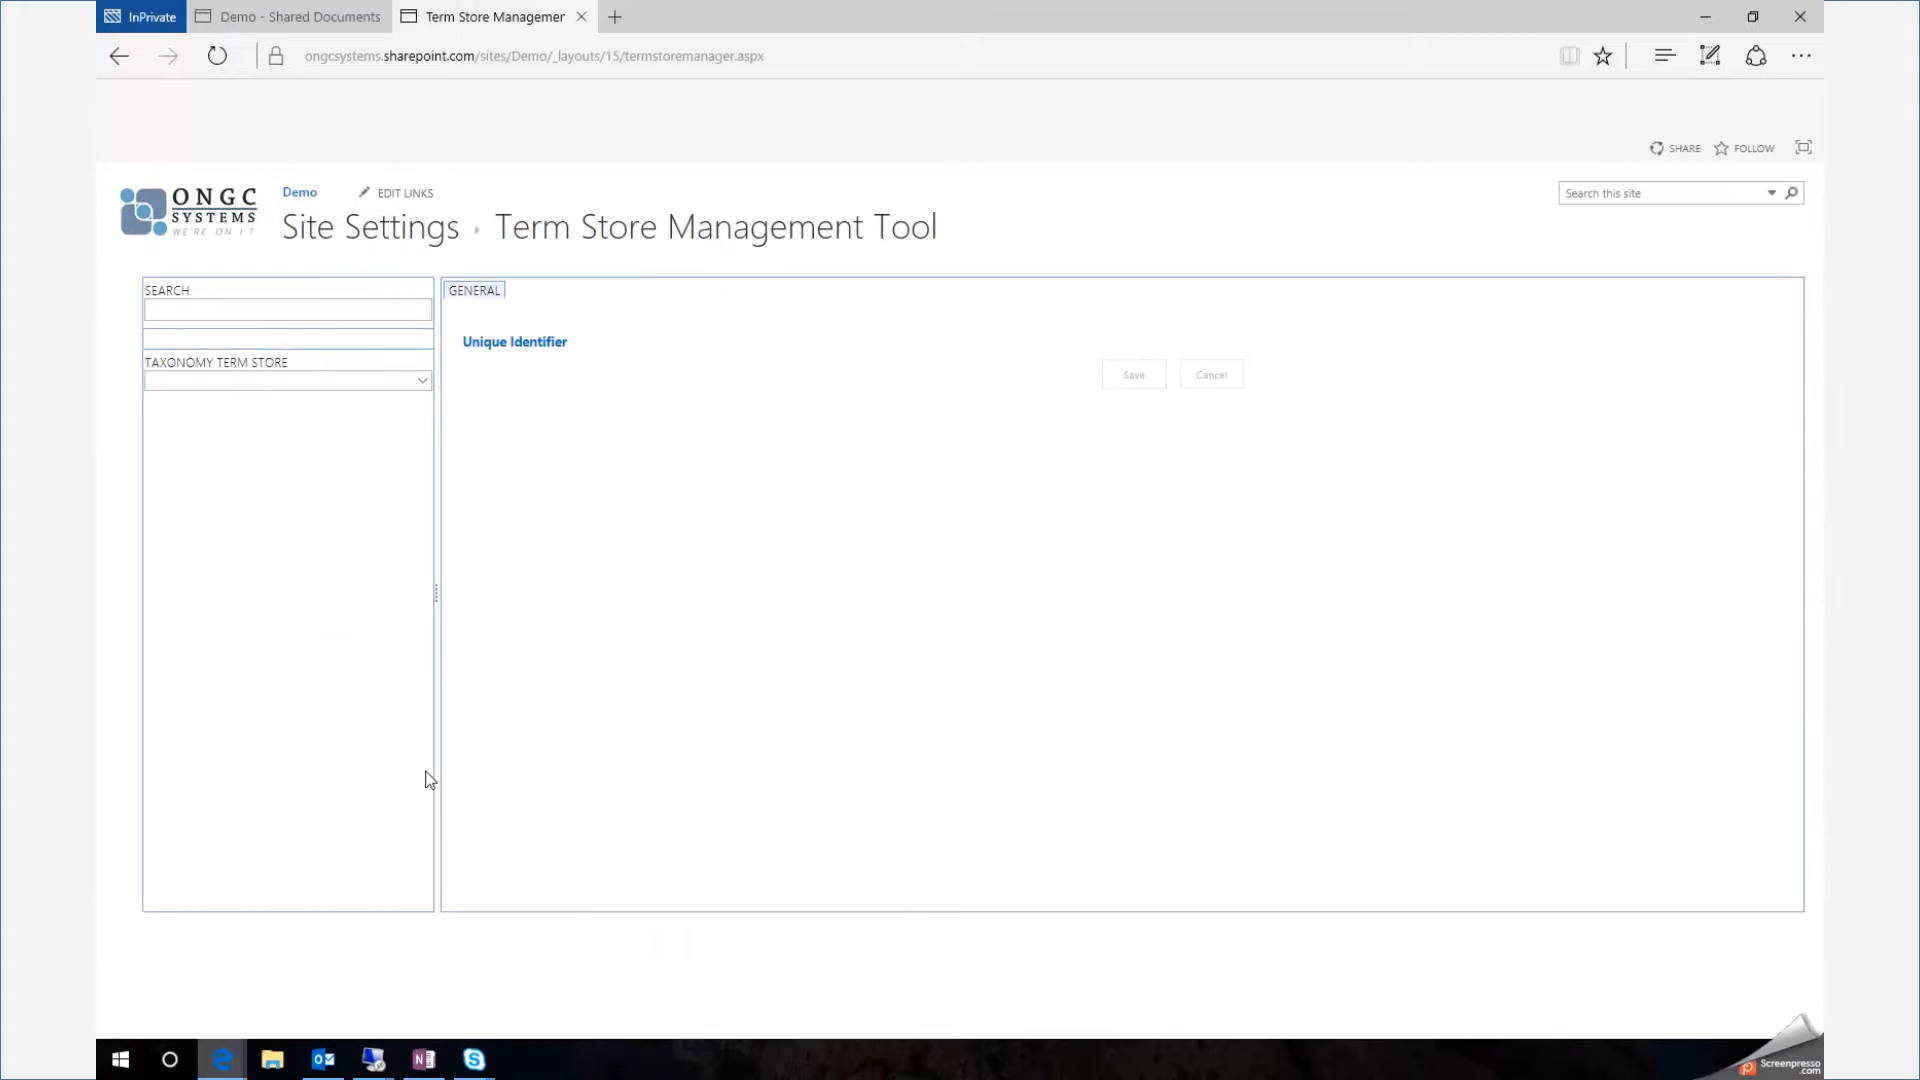 InPrivate
Demo - Shared Documents
Term Store Managemer
ongcsystems.sharepoint.com/sites/Demo/_layouts/15/termstoremanager.aspx
SHARE
FOLLOW
ONGC
SYSTEMS
WE'RE ON IT
Demo
EDIT LINKS
Site Settings
Term Store Management Tool
Search this site
SEARCH
TAXONOMY TERM STORE
GENERAL
Unique Identifier
Save
Cancel
Screenpresso
.com